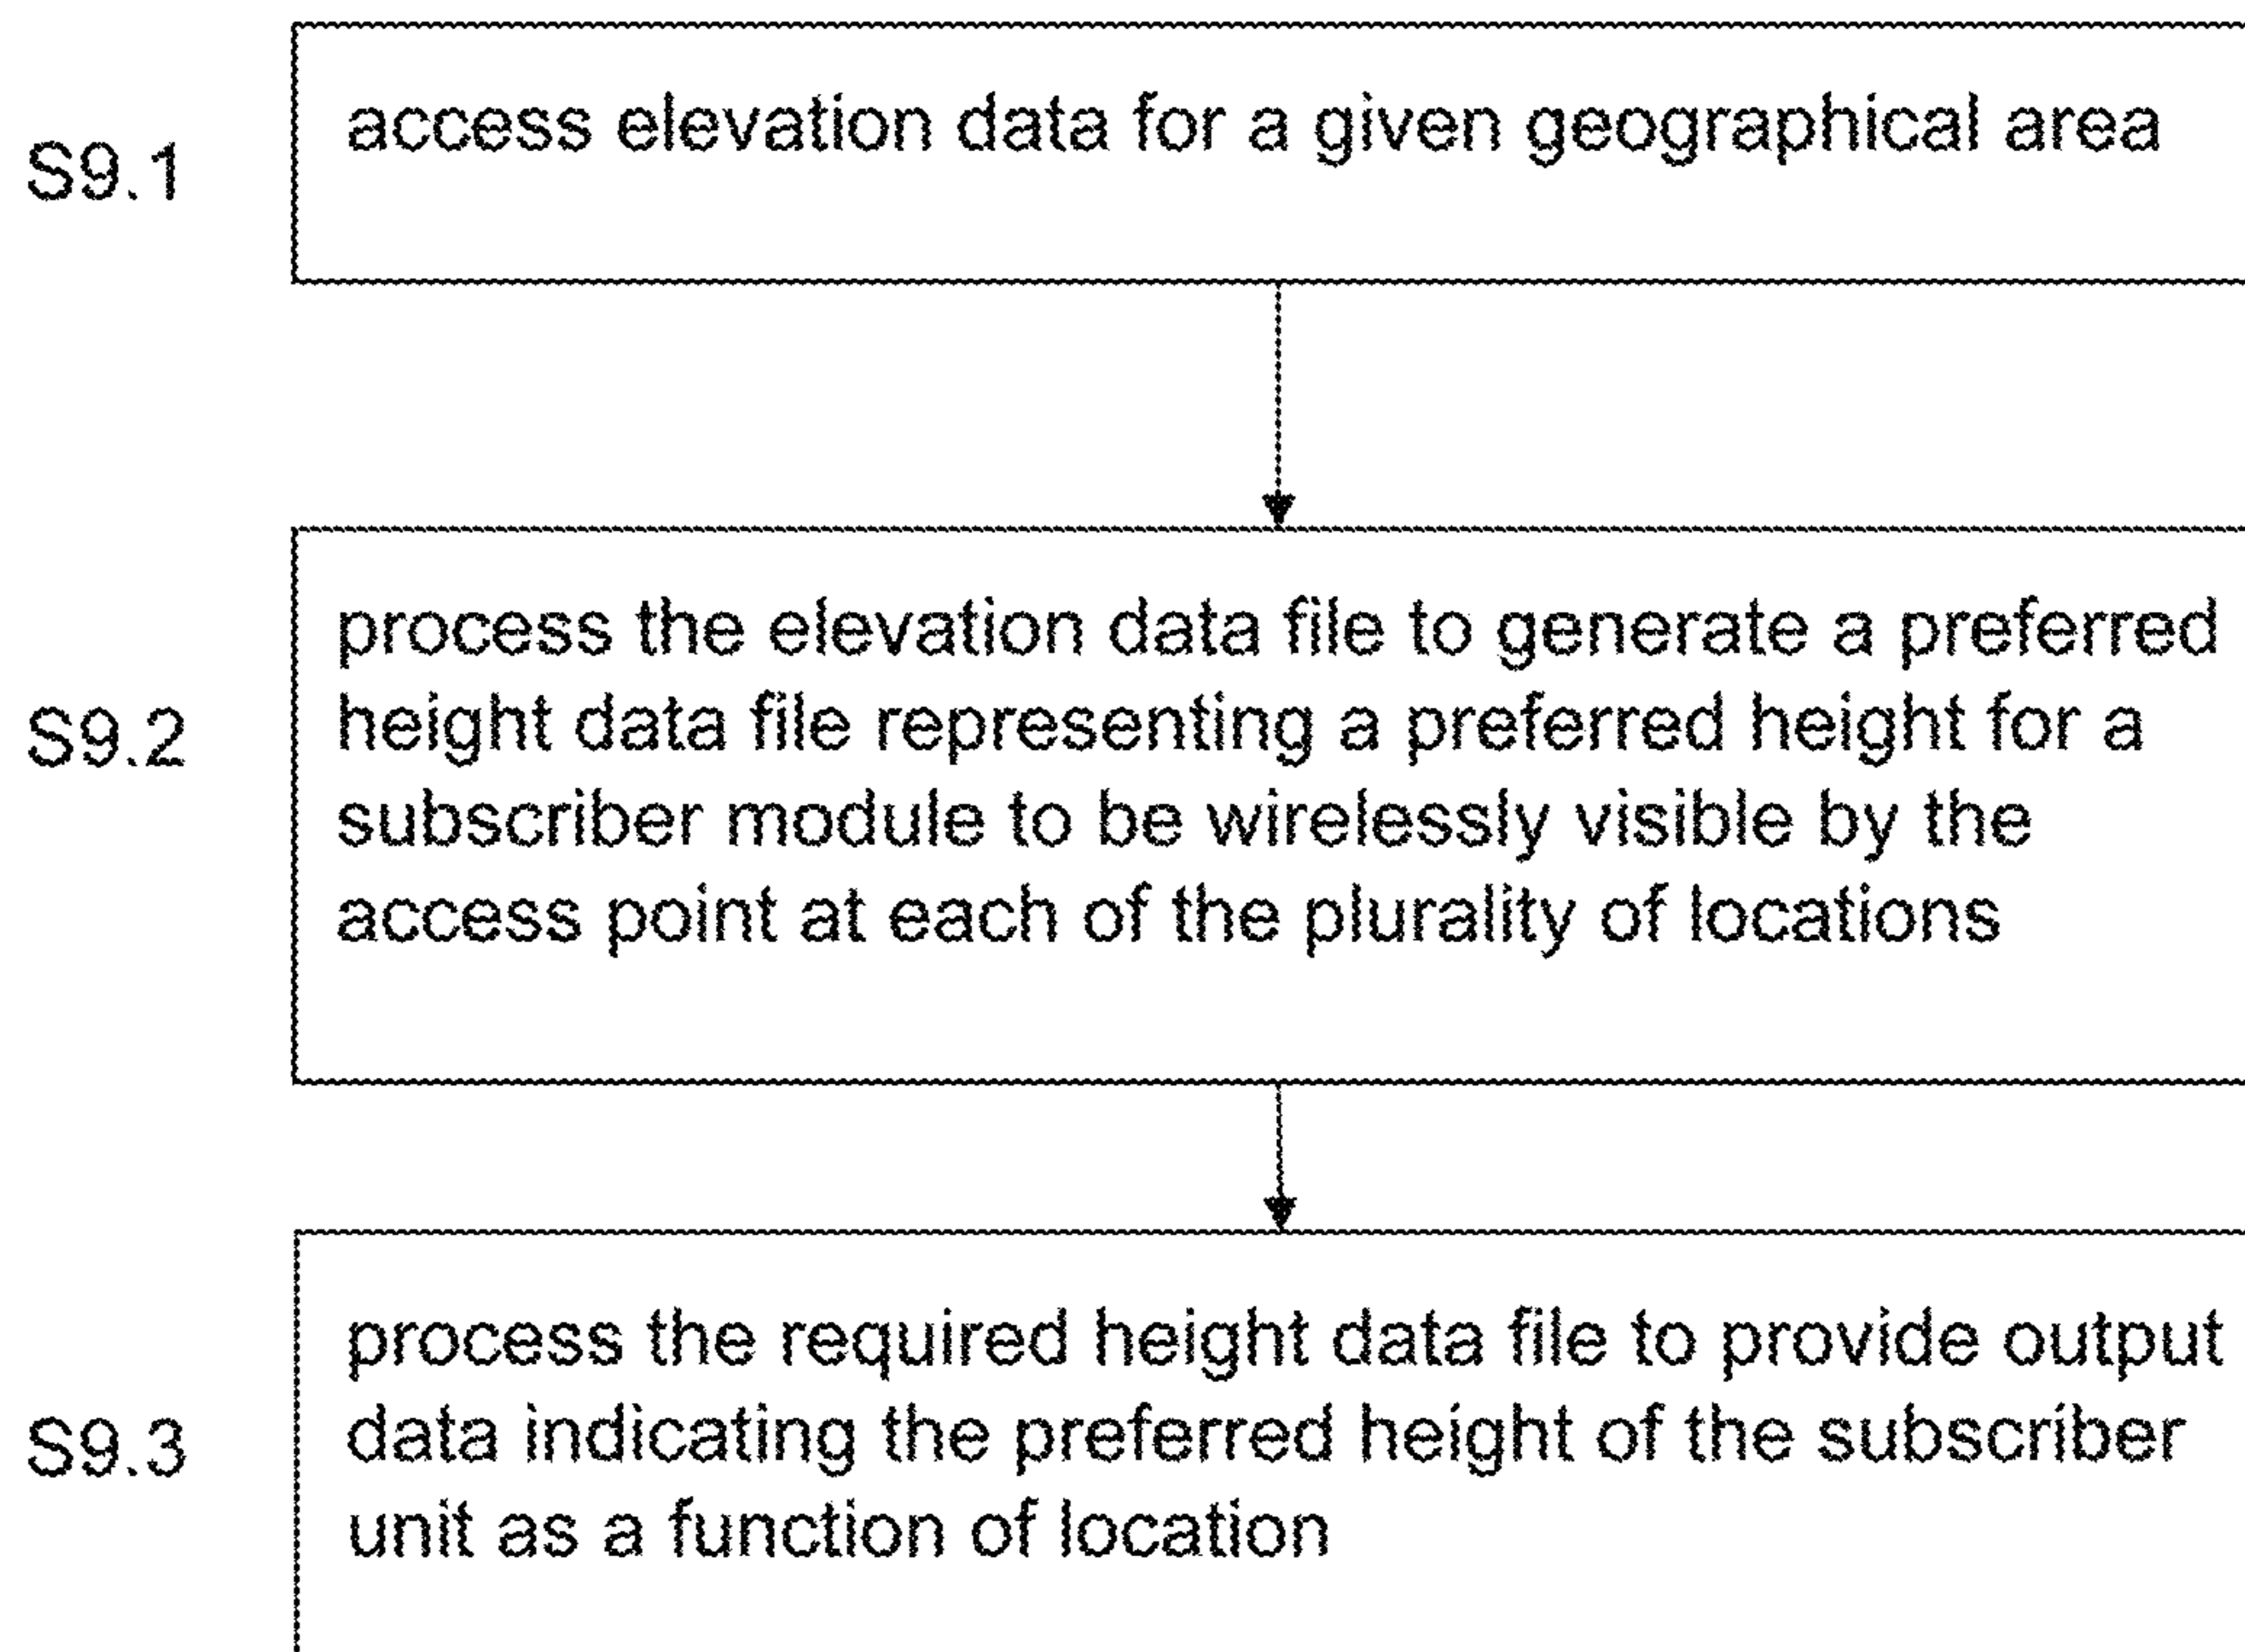 S9.1
access elevation data for a given geographical area
S9.2
process the elevation data file to generate a preferred
height data file representing a preferred height for a
subscriber module to be wirelessly visible by the
access point at each of the plurality of locations
S9.3
process the required height data file to provide output
data indicating the preferred height of the subscriber
unit as a function of location